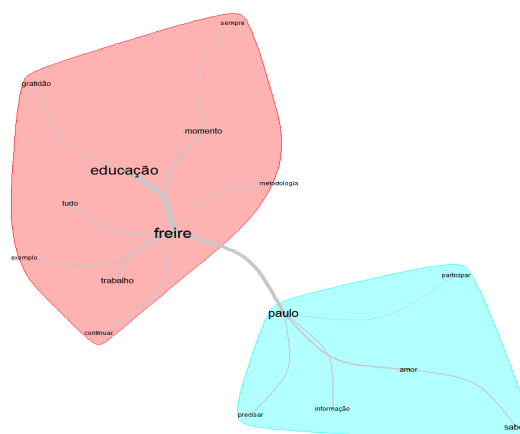 sempre
gratidão
momento
educação
metodologia
tudo
freire
exemplo
trabalho
participar
paulo
continuar
amor
informação
precisar